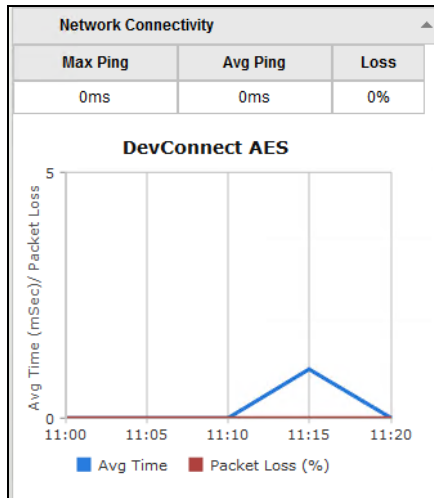 Network Connectivity
Max Ping Avg Ping Loss
0ms 0ms 0%
DevConnect AES
Avg Time (mSec)/ Packet Loss
5
0
11:00 11:05 11:10 11:15 11:20
Avg Time Packet Loss (%)